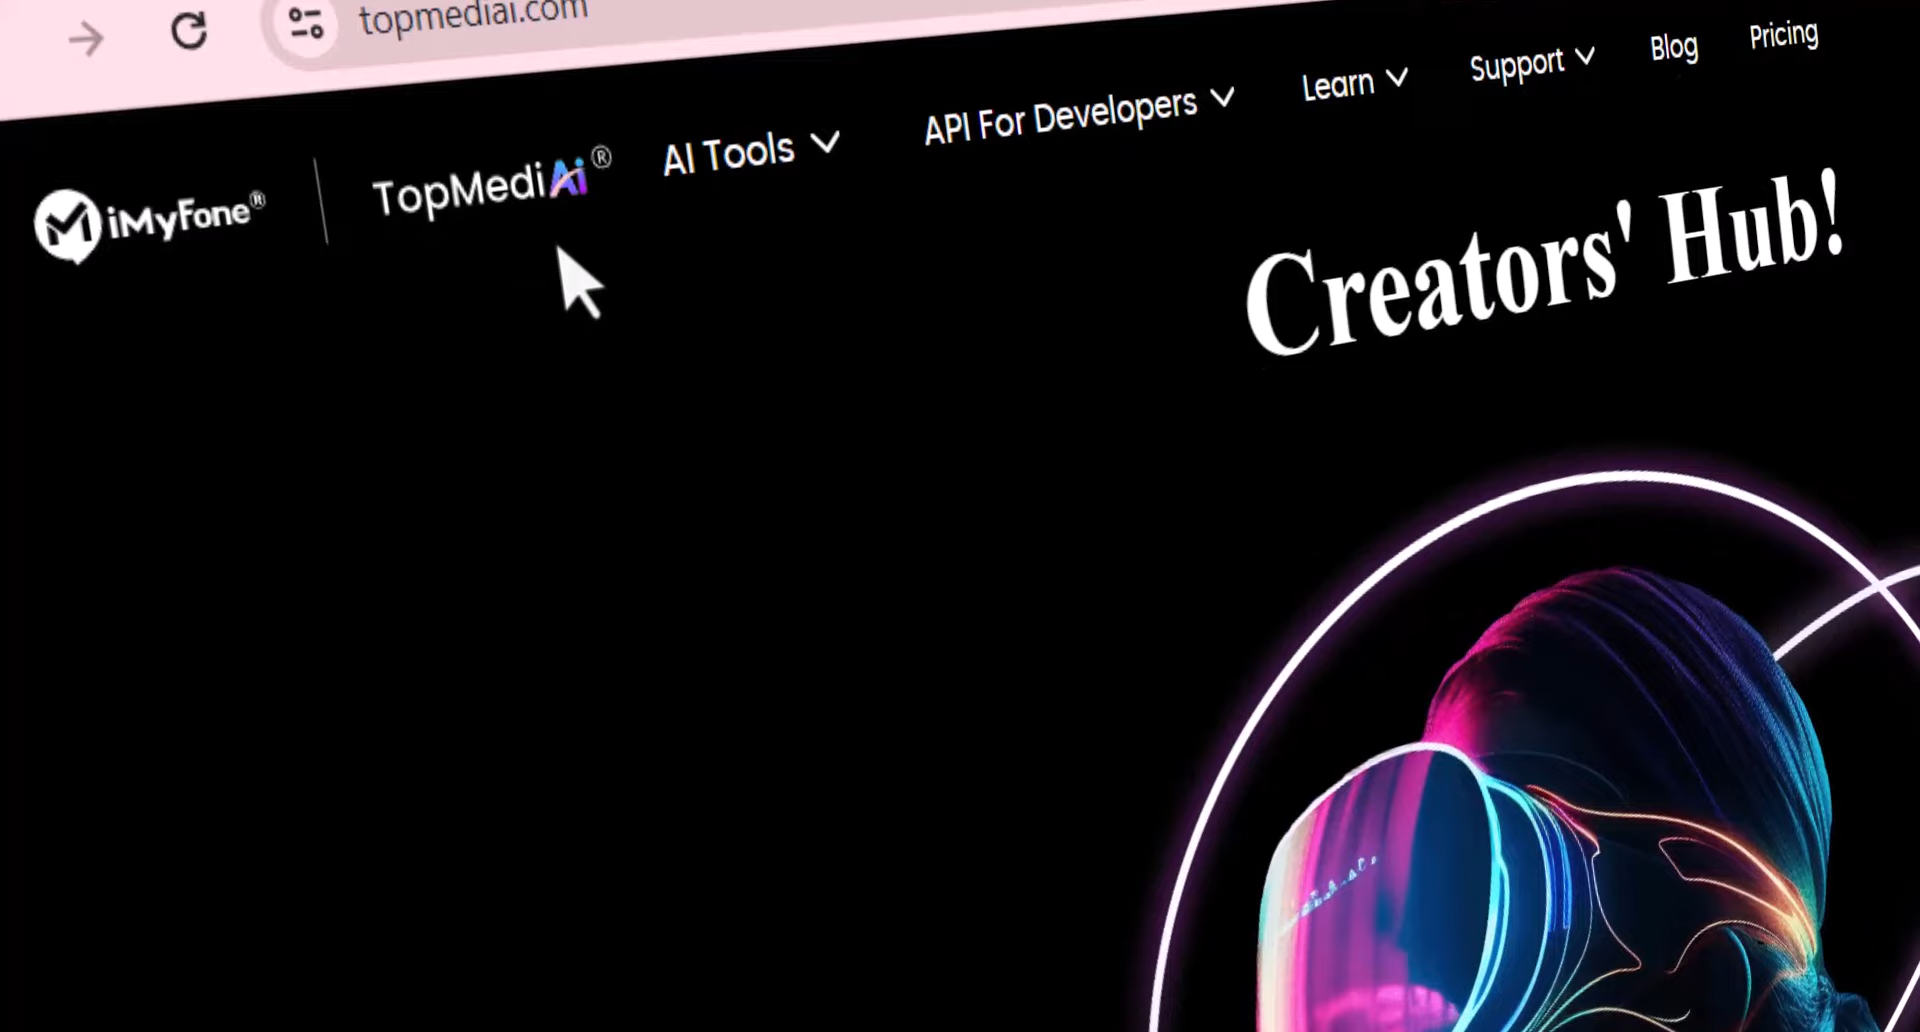 topmediai.com
iMyFone®
TopMediAi®
AI Tools
API For Developers
Learn
Support
Blog
Pricing
Creators' Hub!